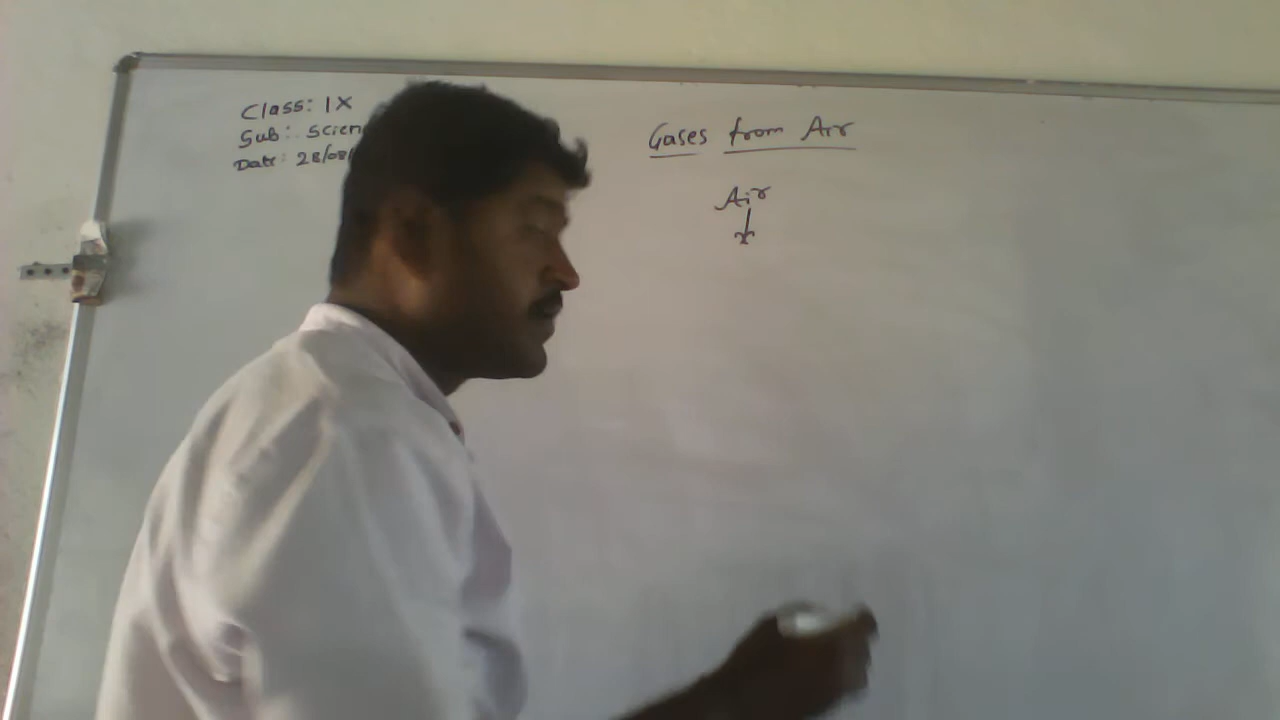 Class: IX
Sub: Scien
Date: 28/08/
Gases from Air
Air